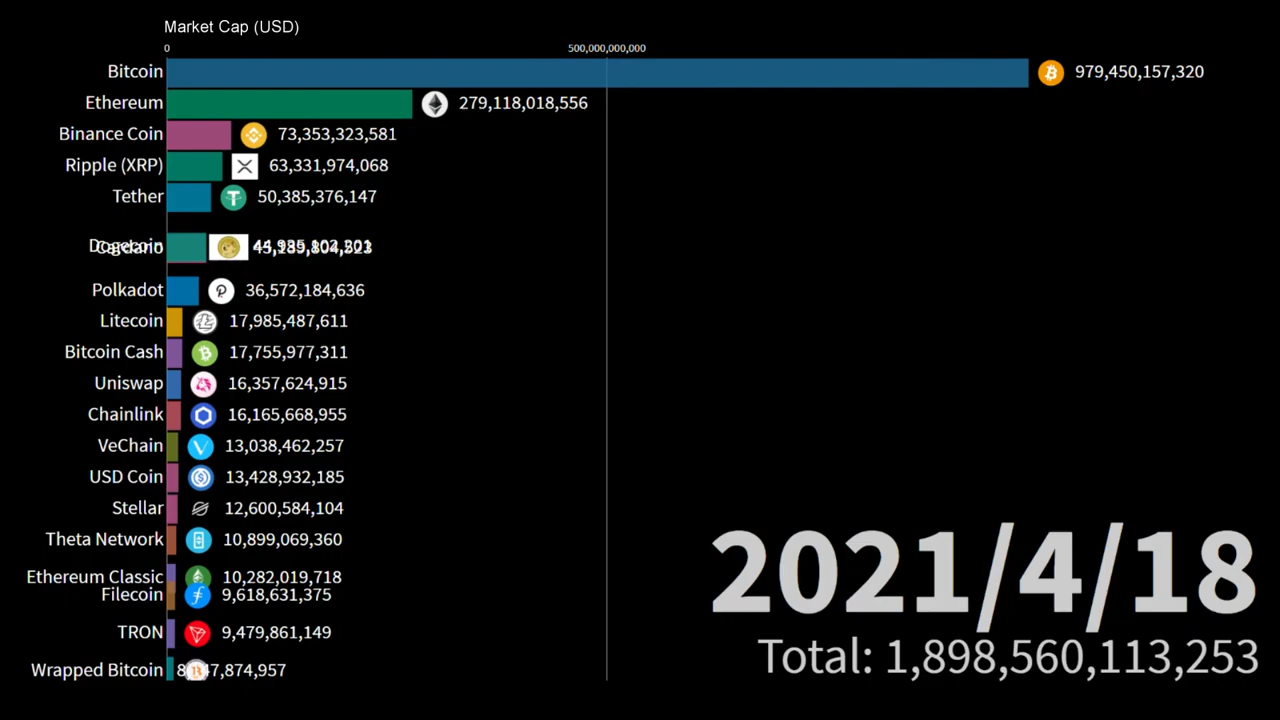 Market Cap (USD)
0 500,000,000,000
Bitcoin 979,450,157,320
Ethereum 279,118,018,556
Binance Coin 73,353,323,581
Ripple (XRP) 63,331,974,068
Tether 50,385,376,147
Dogecoin
Cardano
Polkadot 36,572,184,636
Litecoin 17,985,487,611
Bitcoin Cash 17,755,977,311
Uniswap 16,357,624,915
Chainlink 16,165,668,955
VeChain 13,038,462,257
USD Coin 13,428,932,185
Stellar 12,600,584,104
Theta Network 10,899,069,360
Ethereum Classic 10,282,019,718
Filecoin 9,618,631,375
TRON 9,479,861,149
Wrapped Bitcoin
2021/4/18
Total: 1,898,560,113,253